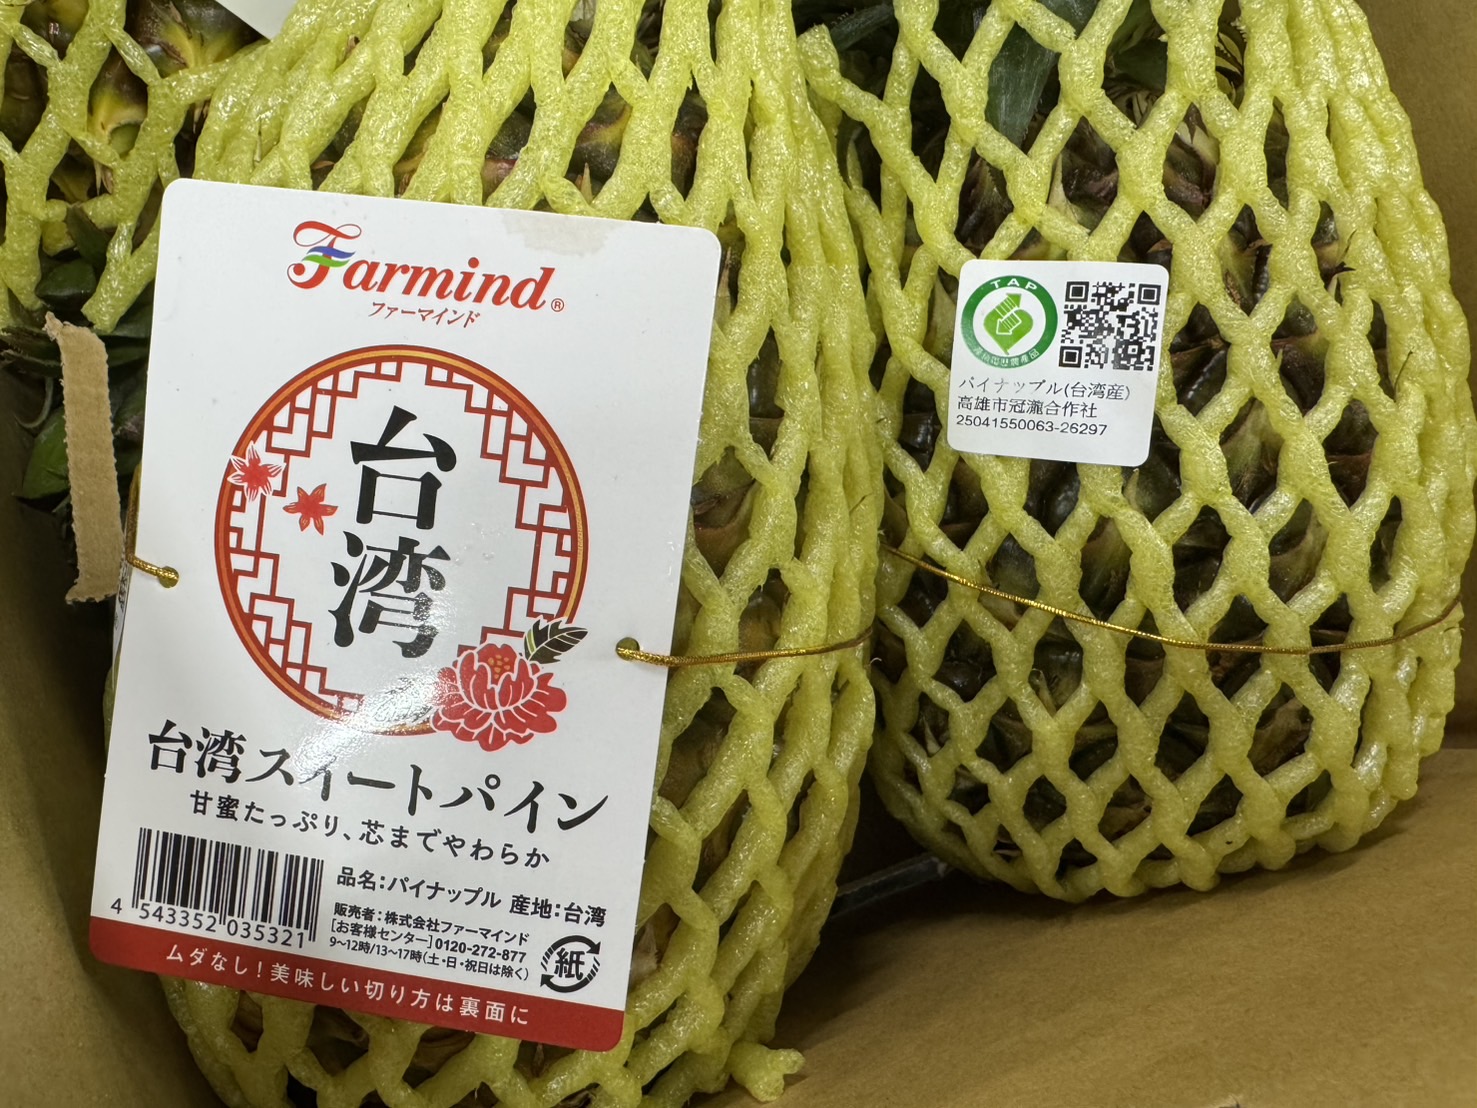 Farmind®
ファーマインド
台湾
台湾スイートパイン
甘蜜たっぷり、芯までやわらか
4 543352 035321
品名:パイナップル 産地:台湾
販売者:株式会社ファーマインド
[お客様センター]0120-272-877
9~12時/13~17時(土・日・祝日は除く)
紙
ムダなし!美味しい切り方は裏面に
TAP
パイナップル(台湾産)
高雄市冠瀧合作社
25041550063-26297